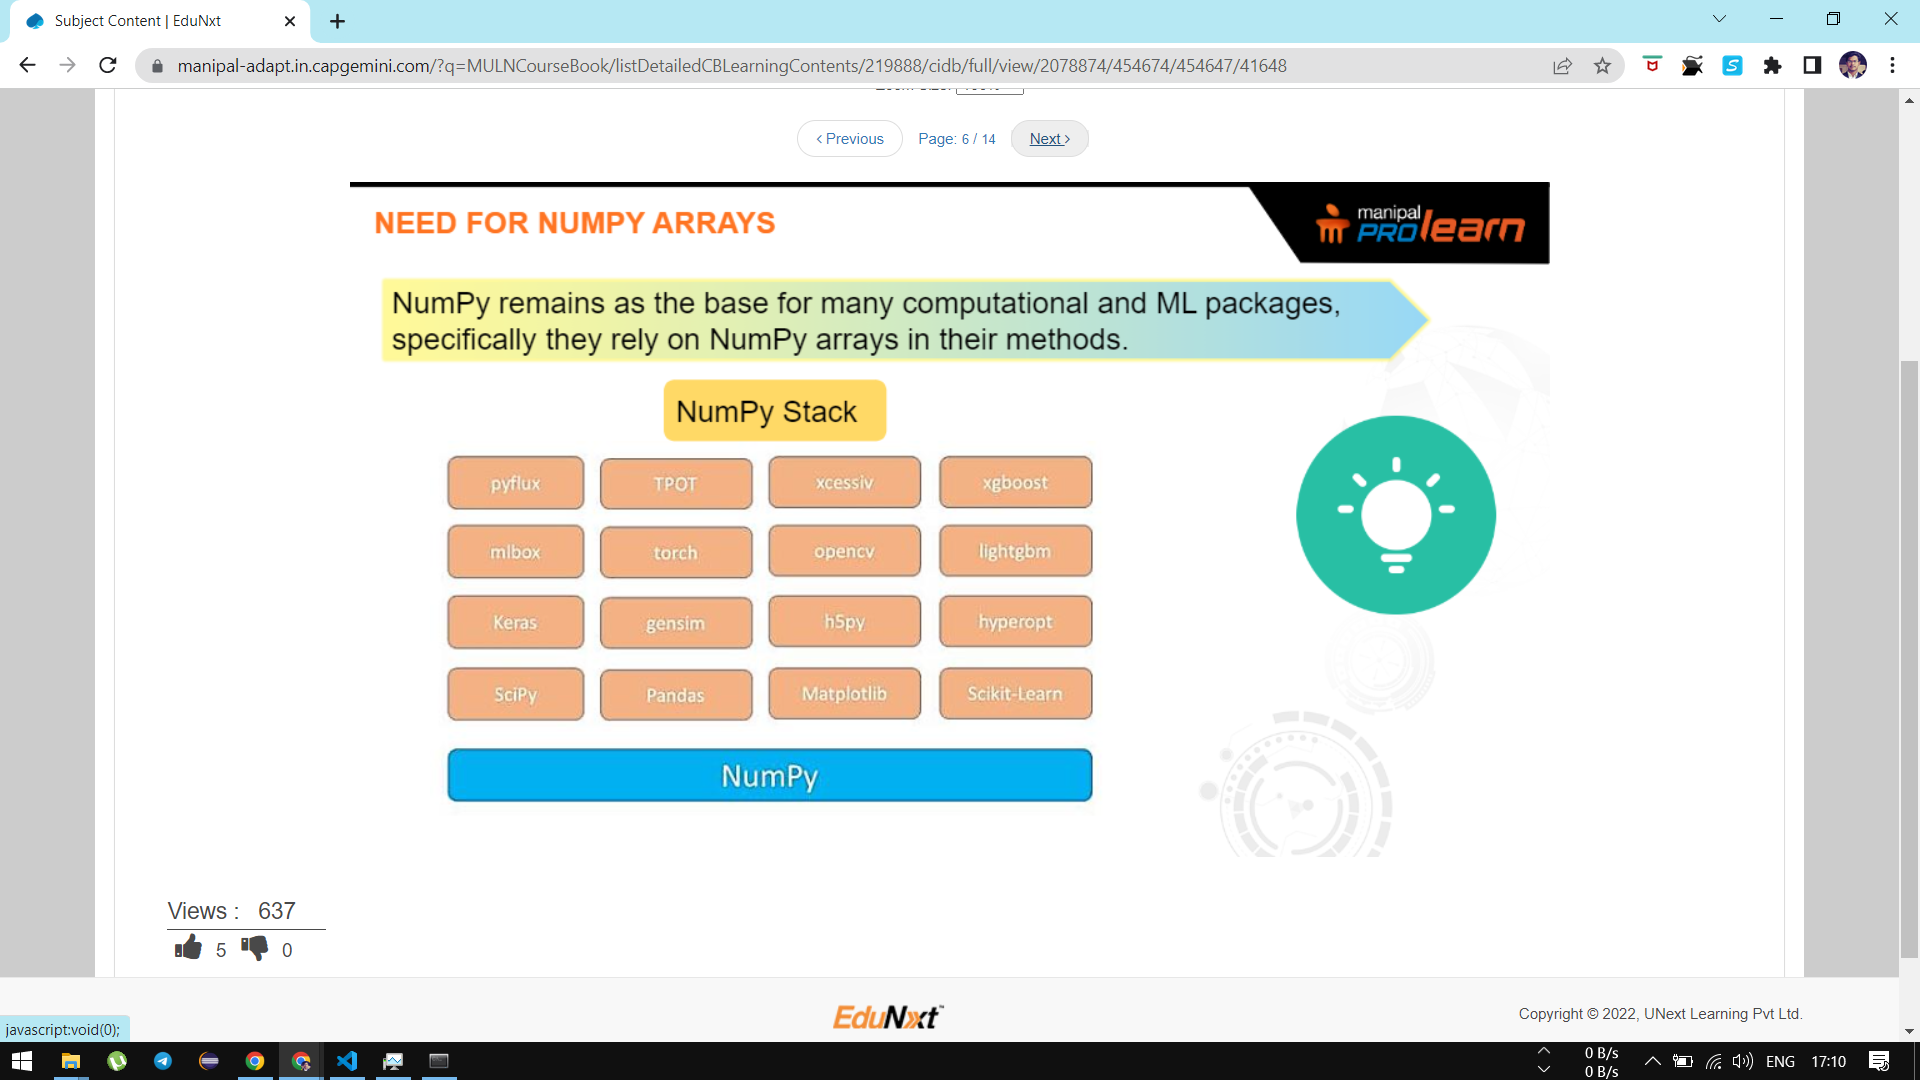 Subject Content | EduNxt
manipal-adapt.in.capgemini.com/?q=MULNCourseBook/listDetailedCBLearningContents/219888/cidb/full/view/2078874/454674/454647/41648
‹ Previous Page: 6 / 14 Next ›
NEED FOR NUMPY ARRAYS
manipal
PRO learn
NumPy remains as the base for many computational and ML packages,
specifically they rely on NumPy arrays in their methods.
NumPy Stack
pyflux TPOT xcessiv xgboost
mlbox torch opencv lightgbm
Keras gensim h5py hyperopt
SciPy Pandas Matplotlib Scikit-Learn
NumPy
Views : 637
5 0
EduNxt™
Copyright © 2022, UNext Learning Pvt Ltd.
javascript:void(0);
0 B/s
0 B/s
ENG 17:10